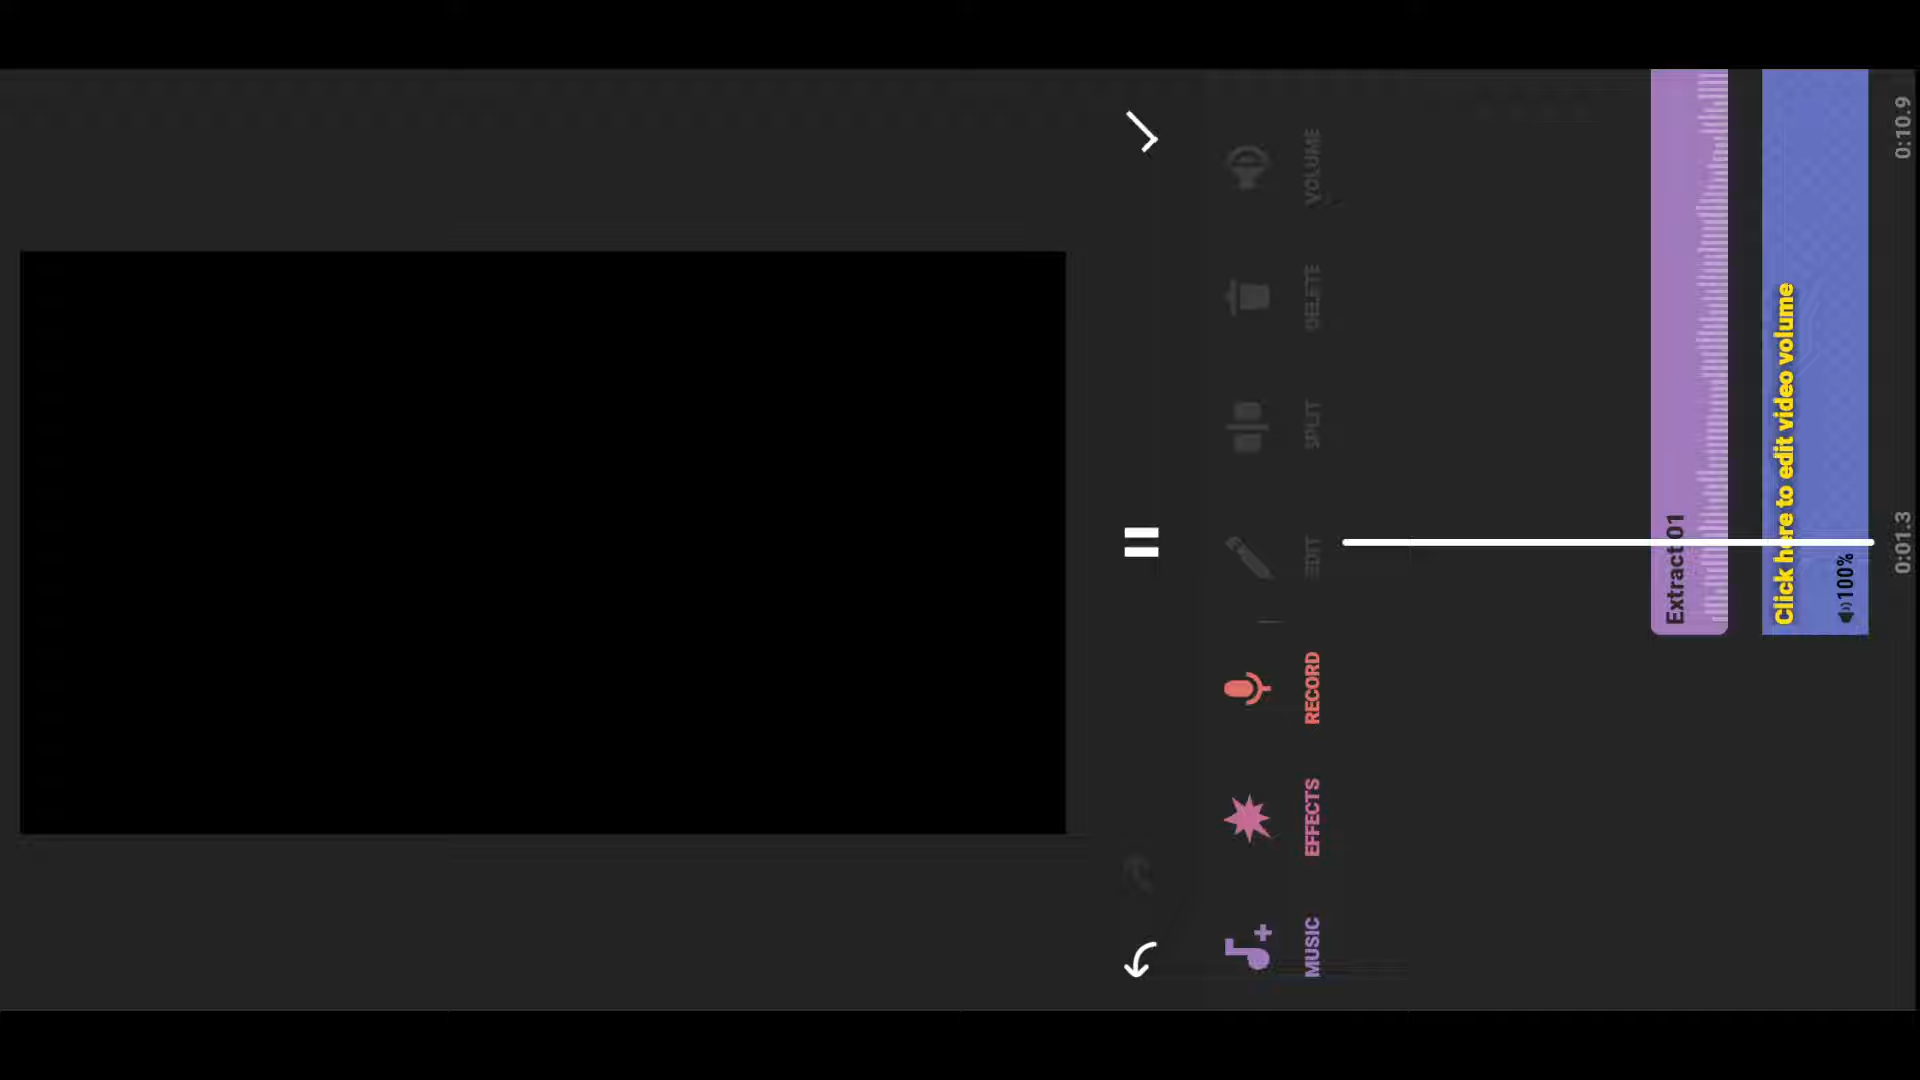 MUSIC
EFFECTS
RECORD
EDIT
SPLIT
DELETE
VOLUME
Extract 01
Click here to edit video volume
100%
0:01.3
0:10.9